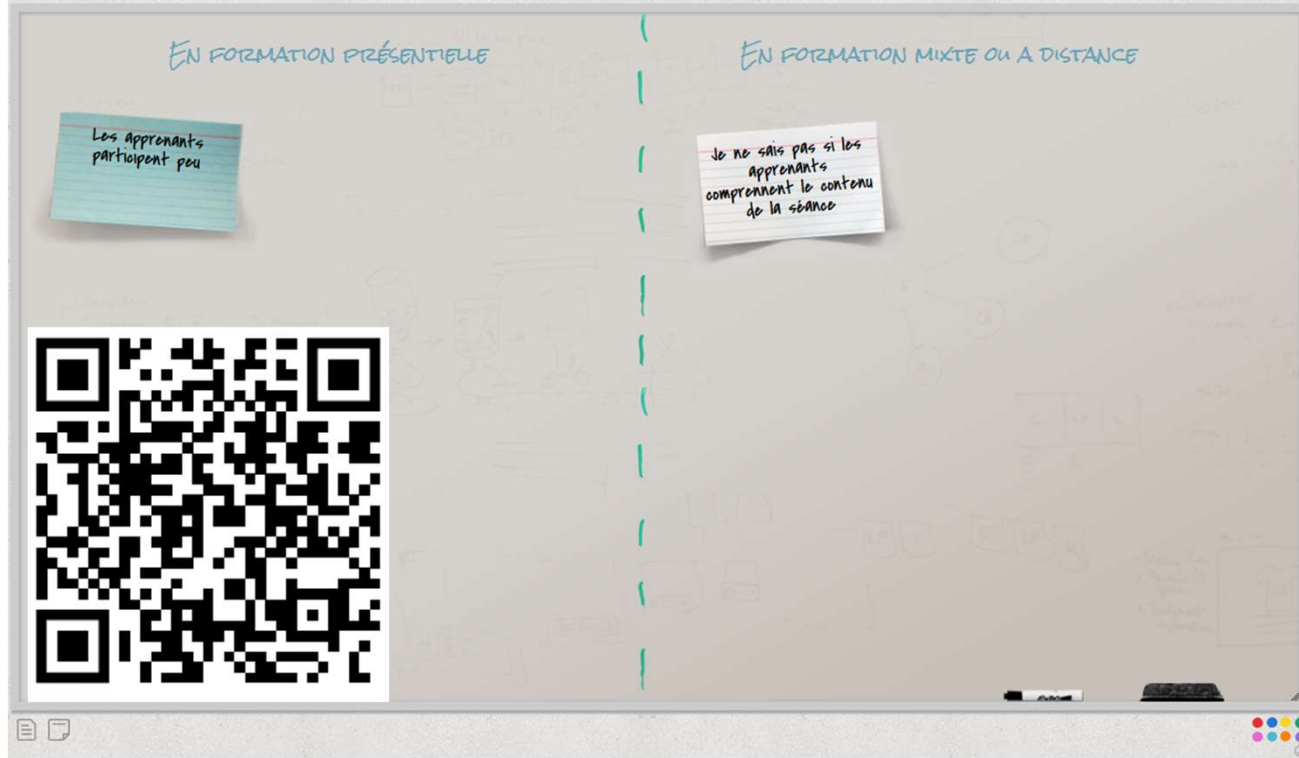 En formation présentielle
En formation mixte ou a distance
Les apprenants
participent peu
Je ne sais pas si les
apprenants
comprennent le contenu
de la séance